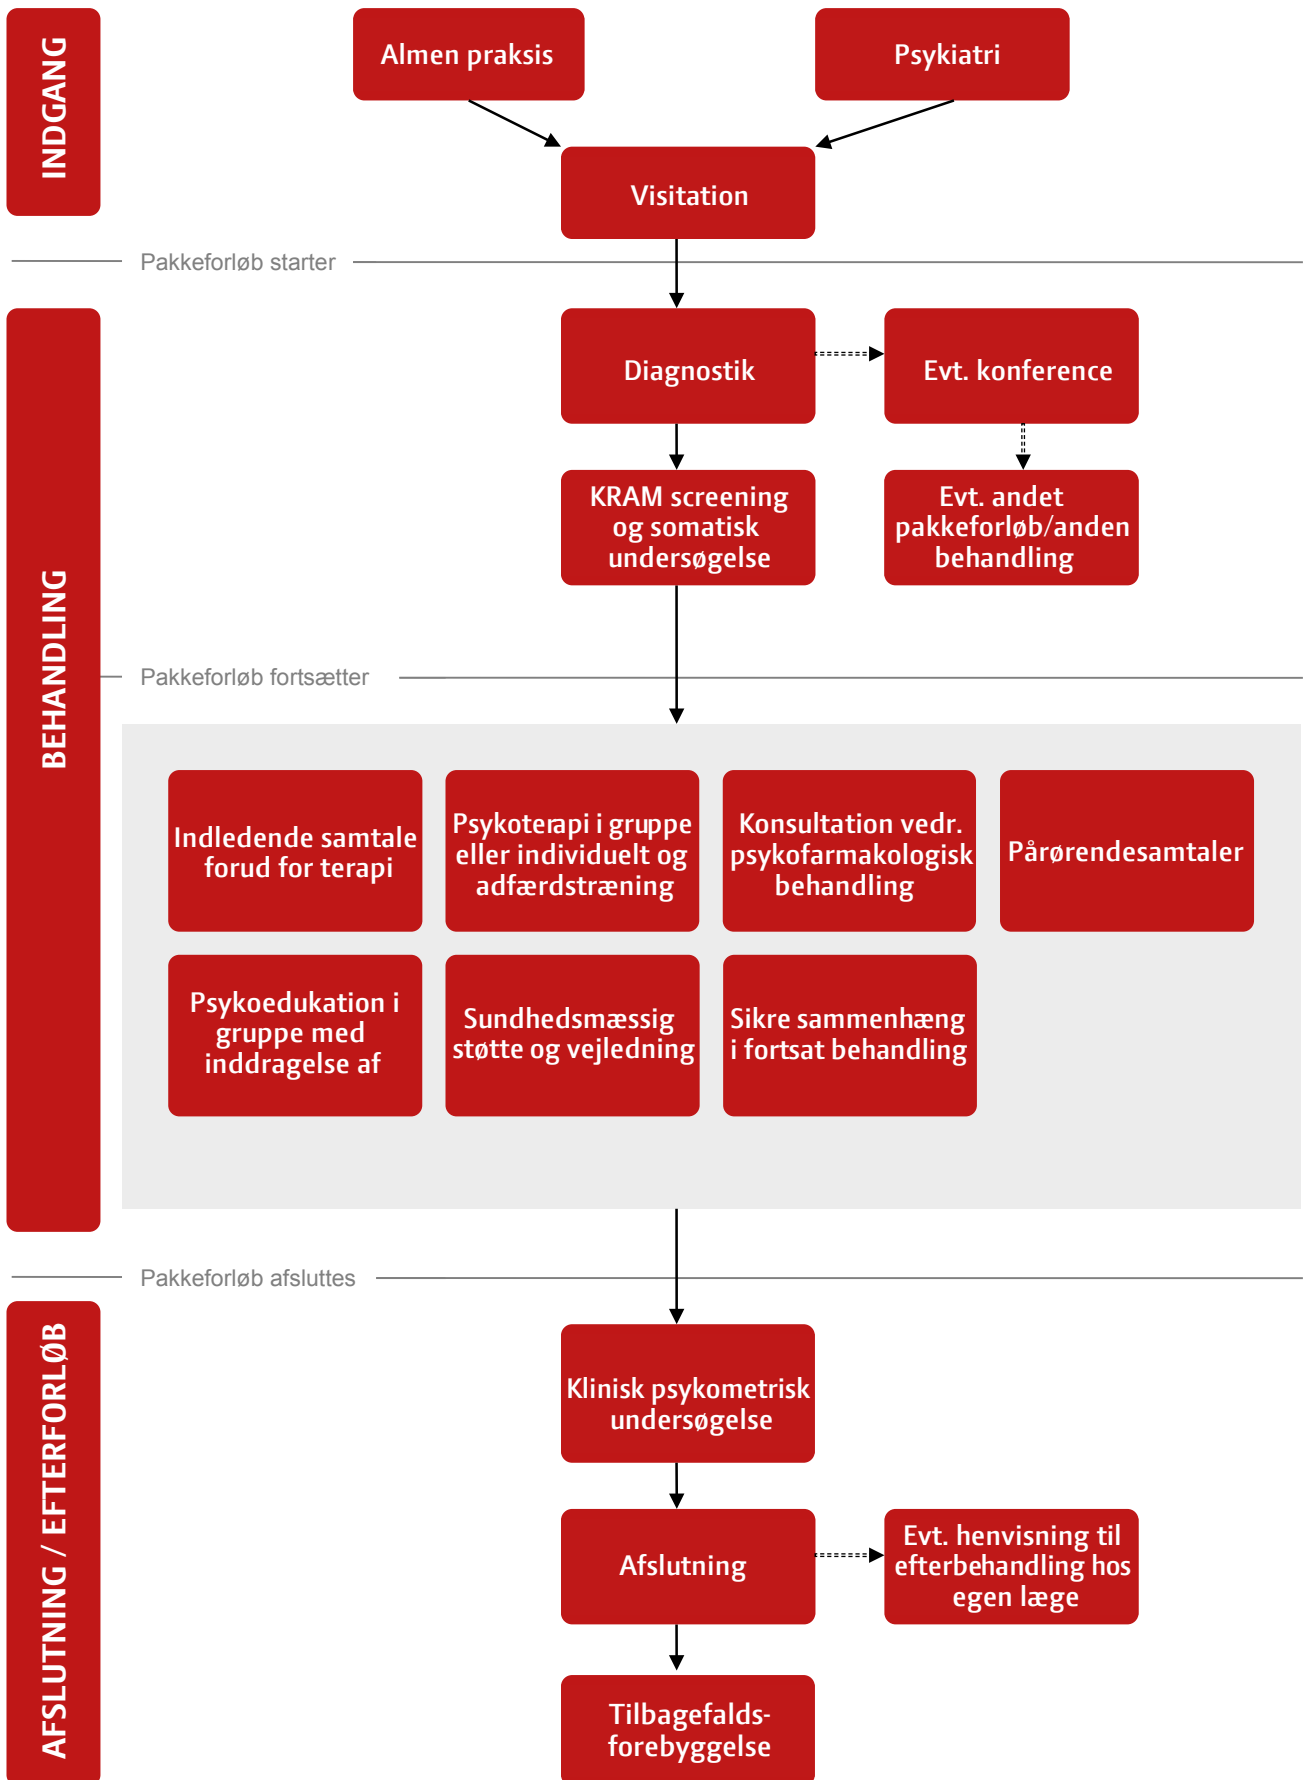 INDGANG
Almen praksis
Psykiatri
Visitation
Pakkeforløb starter
BEHANDLING
Diagnostik
Evt. konference
KRAM screening
og somatisk
undersøgelse
Evt. andet
pakkeforløb/anden
behandling
Pakkeforløb fortsætter
Indledende samtale
forud for terapi
Psykoterapi i gruppe
eller individuelt og
adfærdstræning
Konsultation vedr.
psykofarmakologisk
behandling
Pårørendesamtaler
Psykoedukation i
gruppe med
inddragelse af
Sundhedsmæssig
støtte og vejledning
Sikre sammenhæng
i fortsat behandling
Pakkeforløb afsluttes
AFSLUTNING / EFTERFORLØB
Klinisk psykometrisk
undersøgelse
Afslutning
Evt. henvisning til
efterbehandling hos
egen læge
Tilbagefalds-
forebyggelse